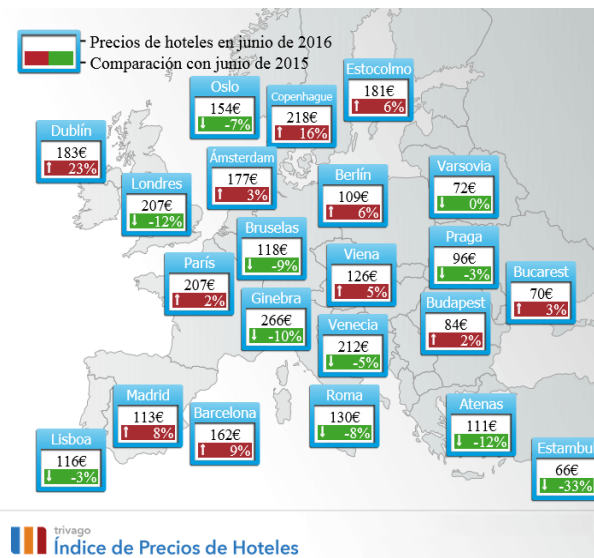 Precios de hoteles en junio de 2016
Comparación con junio de 2015
Estocolmo
181€
6%
Oslo
154€
-7%
Copenhague
218€
16%
Dublín
183€
23%
Londres
207€
-12%
Ámsterdam
177€
3%
Berlín
109€
6%
Varsovia
72€
0%
Bruselas
118€
-9%
París
207€
2%
Viena
126€
5%
Praga
96€
-3%
Bucarest
70€
3%
Ginebra
266€
-10%
Venecia
212€
-5%
Budapest
84€
2%
Madrid
113€
8%
Barcelona
162€
9%
Roma
130€
-8%
Atenas
111€
-12%
Lisboa
116€
-3%
Estambu
66€
-33%
trivago
Índice de Precios de Hoteles